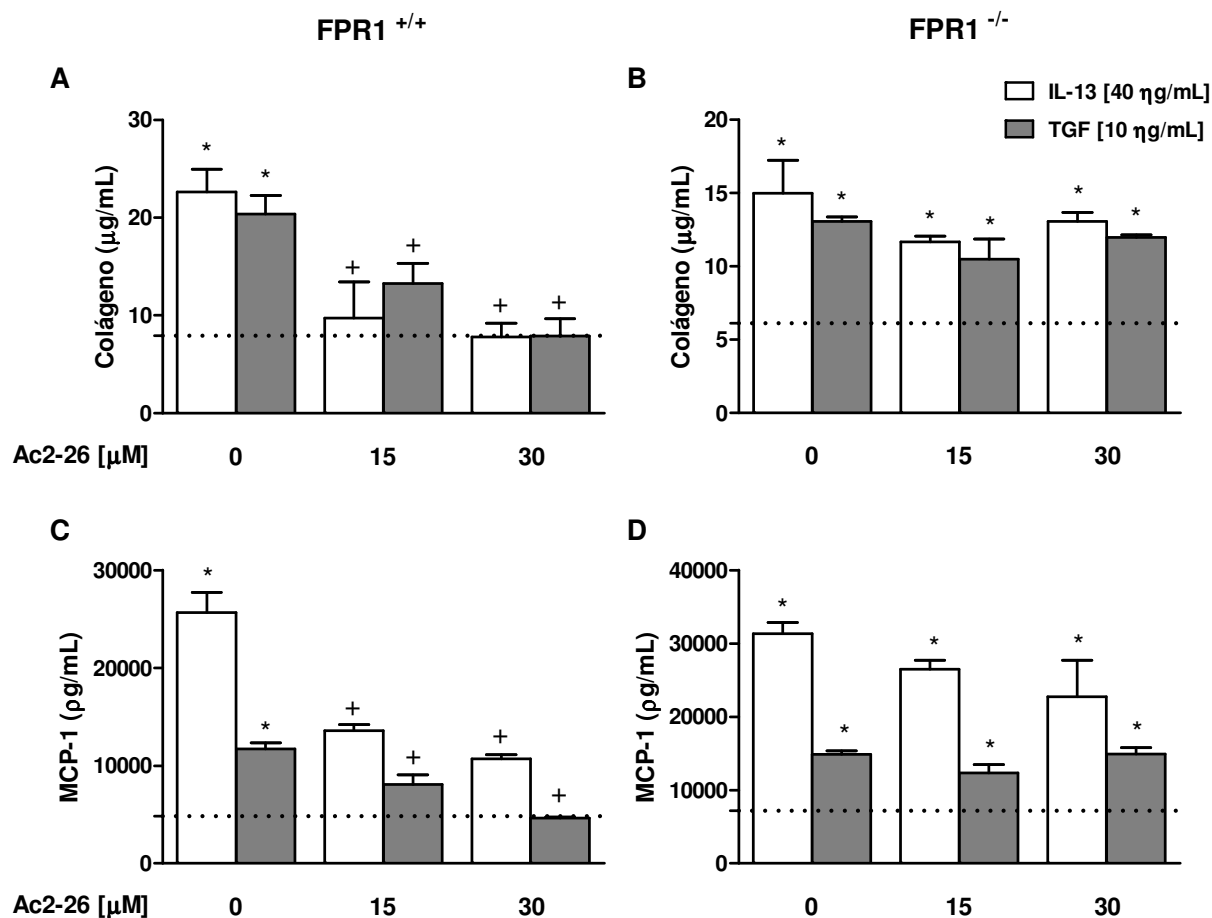 FPR1 +/+
FPR1 -/-
A
B
IL-13 [40 ηg/mL]
TGF [10 ηg/mL]
Colágeno (μg/mL)
30
20
10
0
* * + + + +
Colágeno (μg/mL)
20
15
10
5
0
* * * * * *
Ac2-26 [μM] 0 15 30
0 15 30
C
D
MCP-1 (ρg/mL)
30000
20000
10000
0
* * + + + +
MCP-1 (ρg/mL)
40000
30000
20000
10000
0
* * * * * *
Ac2-26 [μM] 0 15 30
0 15 30